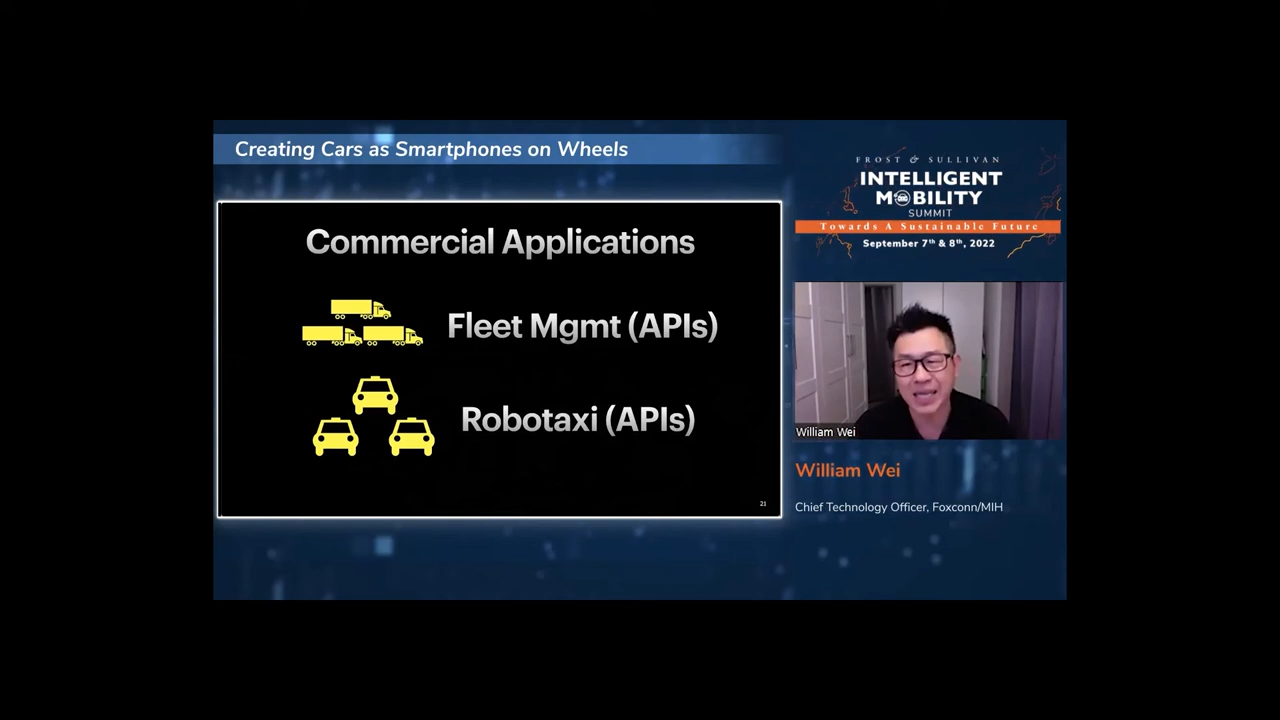 Creating Cars as Smartphones on Wheels
Commercial Applications
Fleet Mgmt (APIs)
Robotaxi (APIs)
21
FROST & SULLIVAN
INTELLIGENT
MOBILITY
SUMMIT
Towards A Sustainable Future
September 7th & 8th, 2022
William Wei
William Wei
Chief Technology Officer, Foxconn/MIH